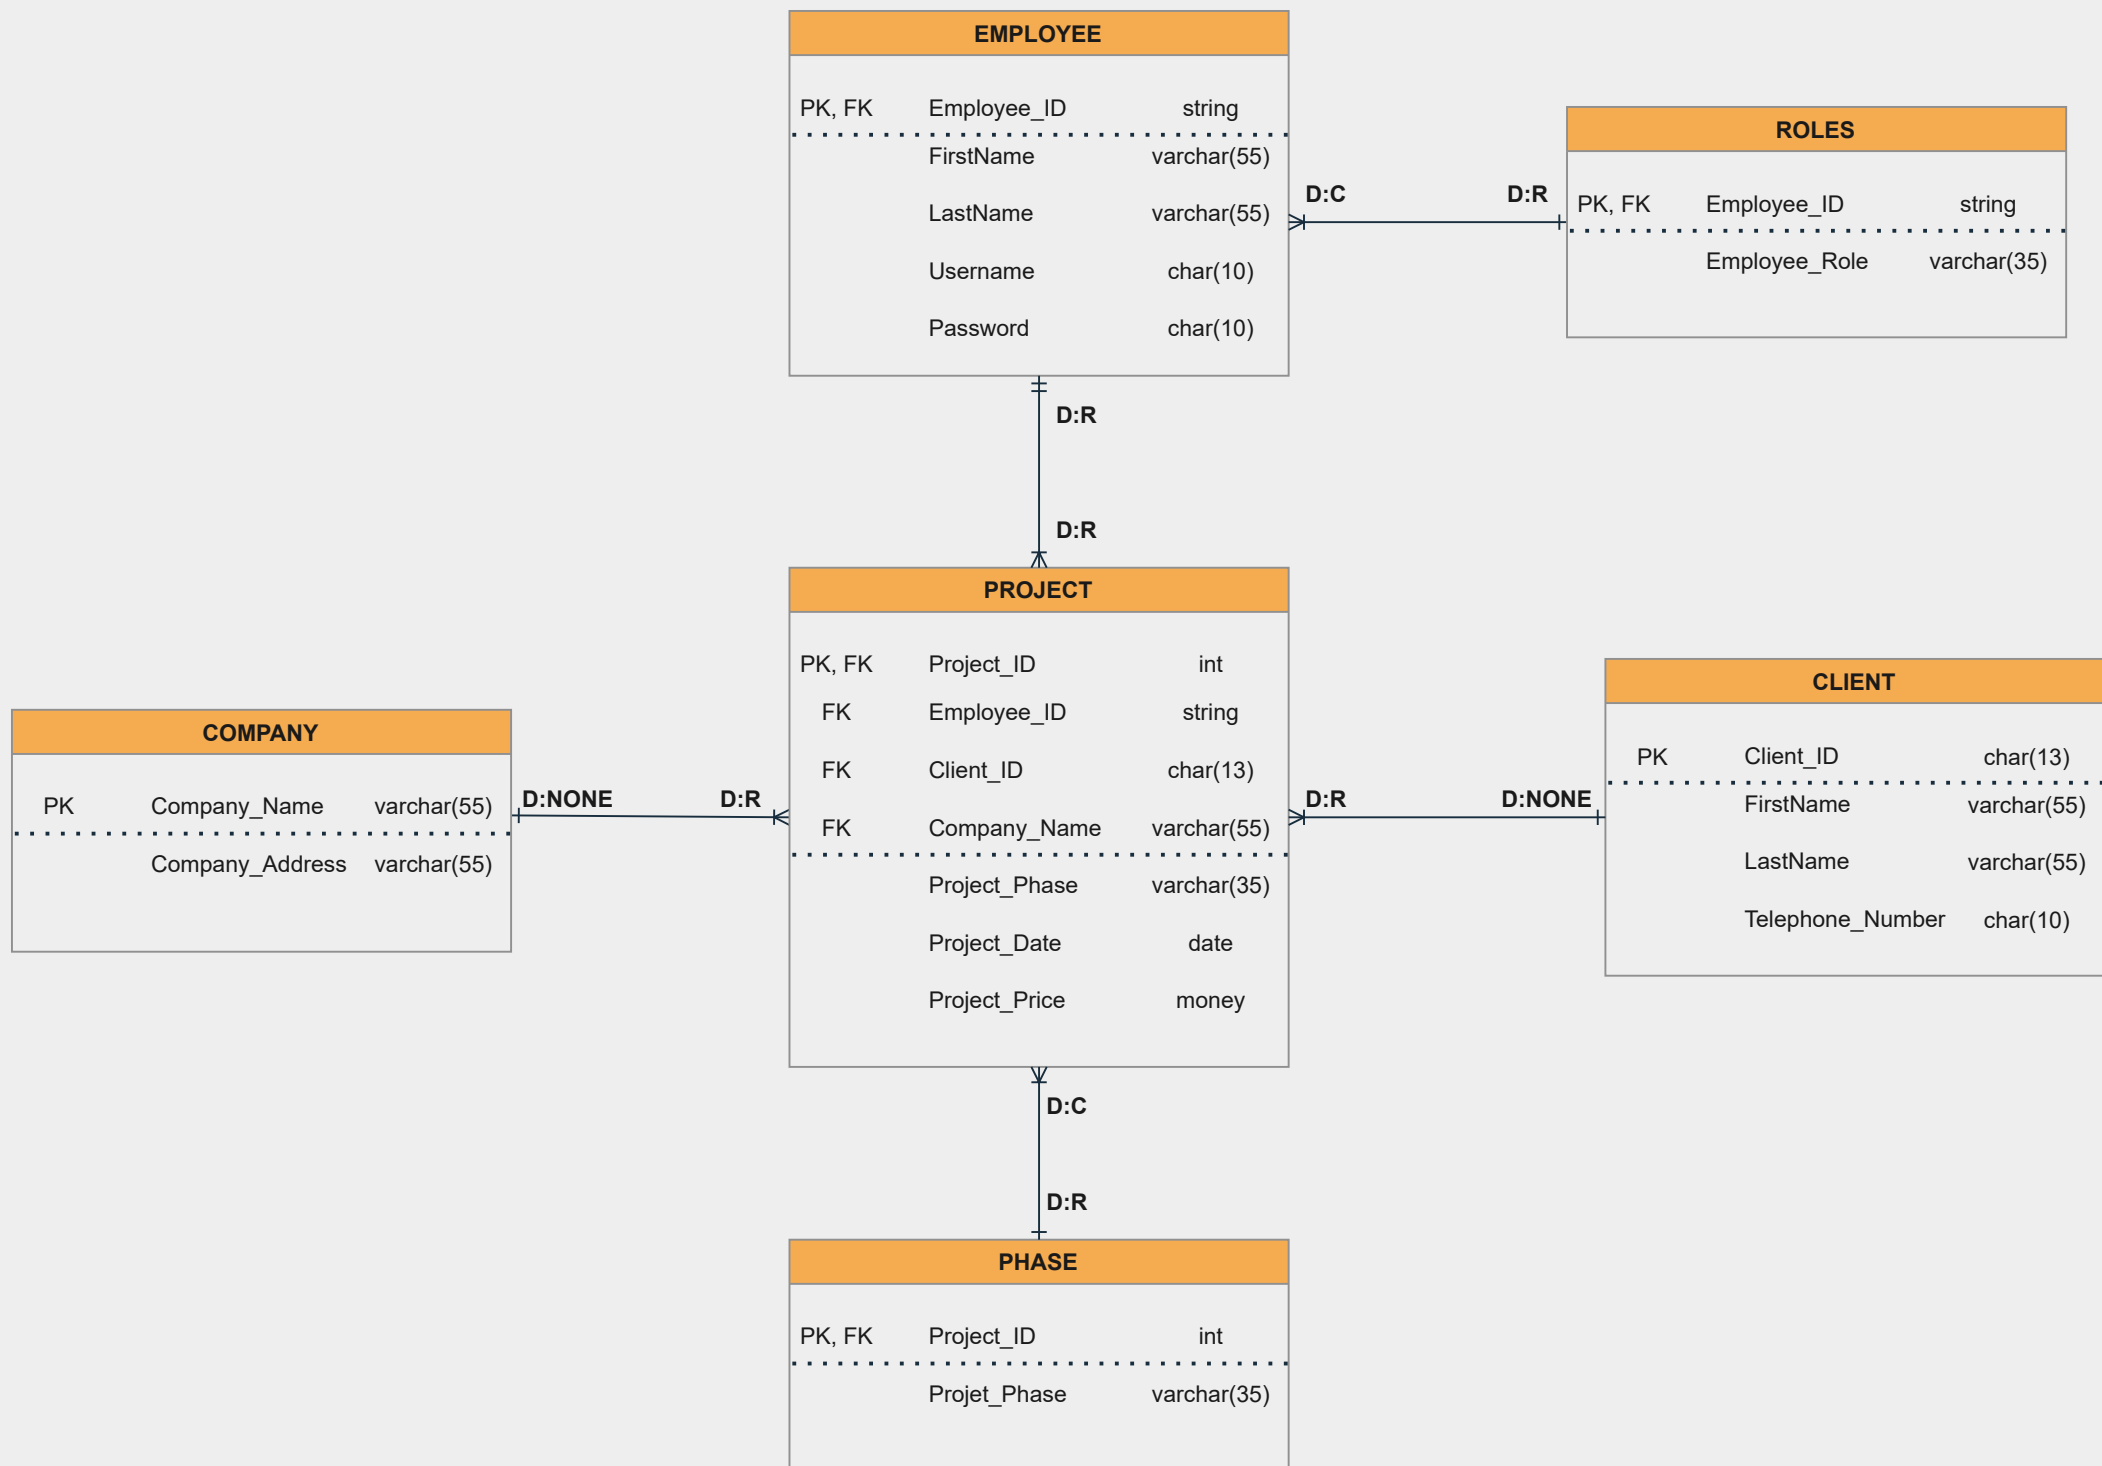 EMPLOYEE
PK, FK Employee_ID string
FirstName varchar(55)
LastName varchar(55)
Username char(10)
Password char(10)
D:C D:R
ROLES
PK, FK Employee_ID string
Employee_Role varchar(35)
D:R
D:R
PROJECT
PK, FK Project_ID int
FK Employee_ID string
FK Client_ID char(13)
FK Company_Name varchar(55)
Project_Phase varchar(35)
Project_Date date
Project_Price money
COMPANY
PK Company_Name varchar(55)
Company_Address varchar(55)
D:NONE D:R
D:R D:NONE
CLIENT
PK Client_ID char(13)
FirstName varchar(55)
LastName varchar(55)
Telephone_Number char(10)
D:C
D:R
PHASE
PK, FK Project_ID int
Projet_Phase varchar(35)